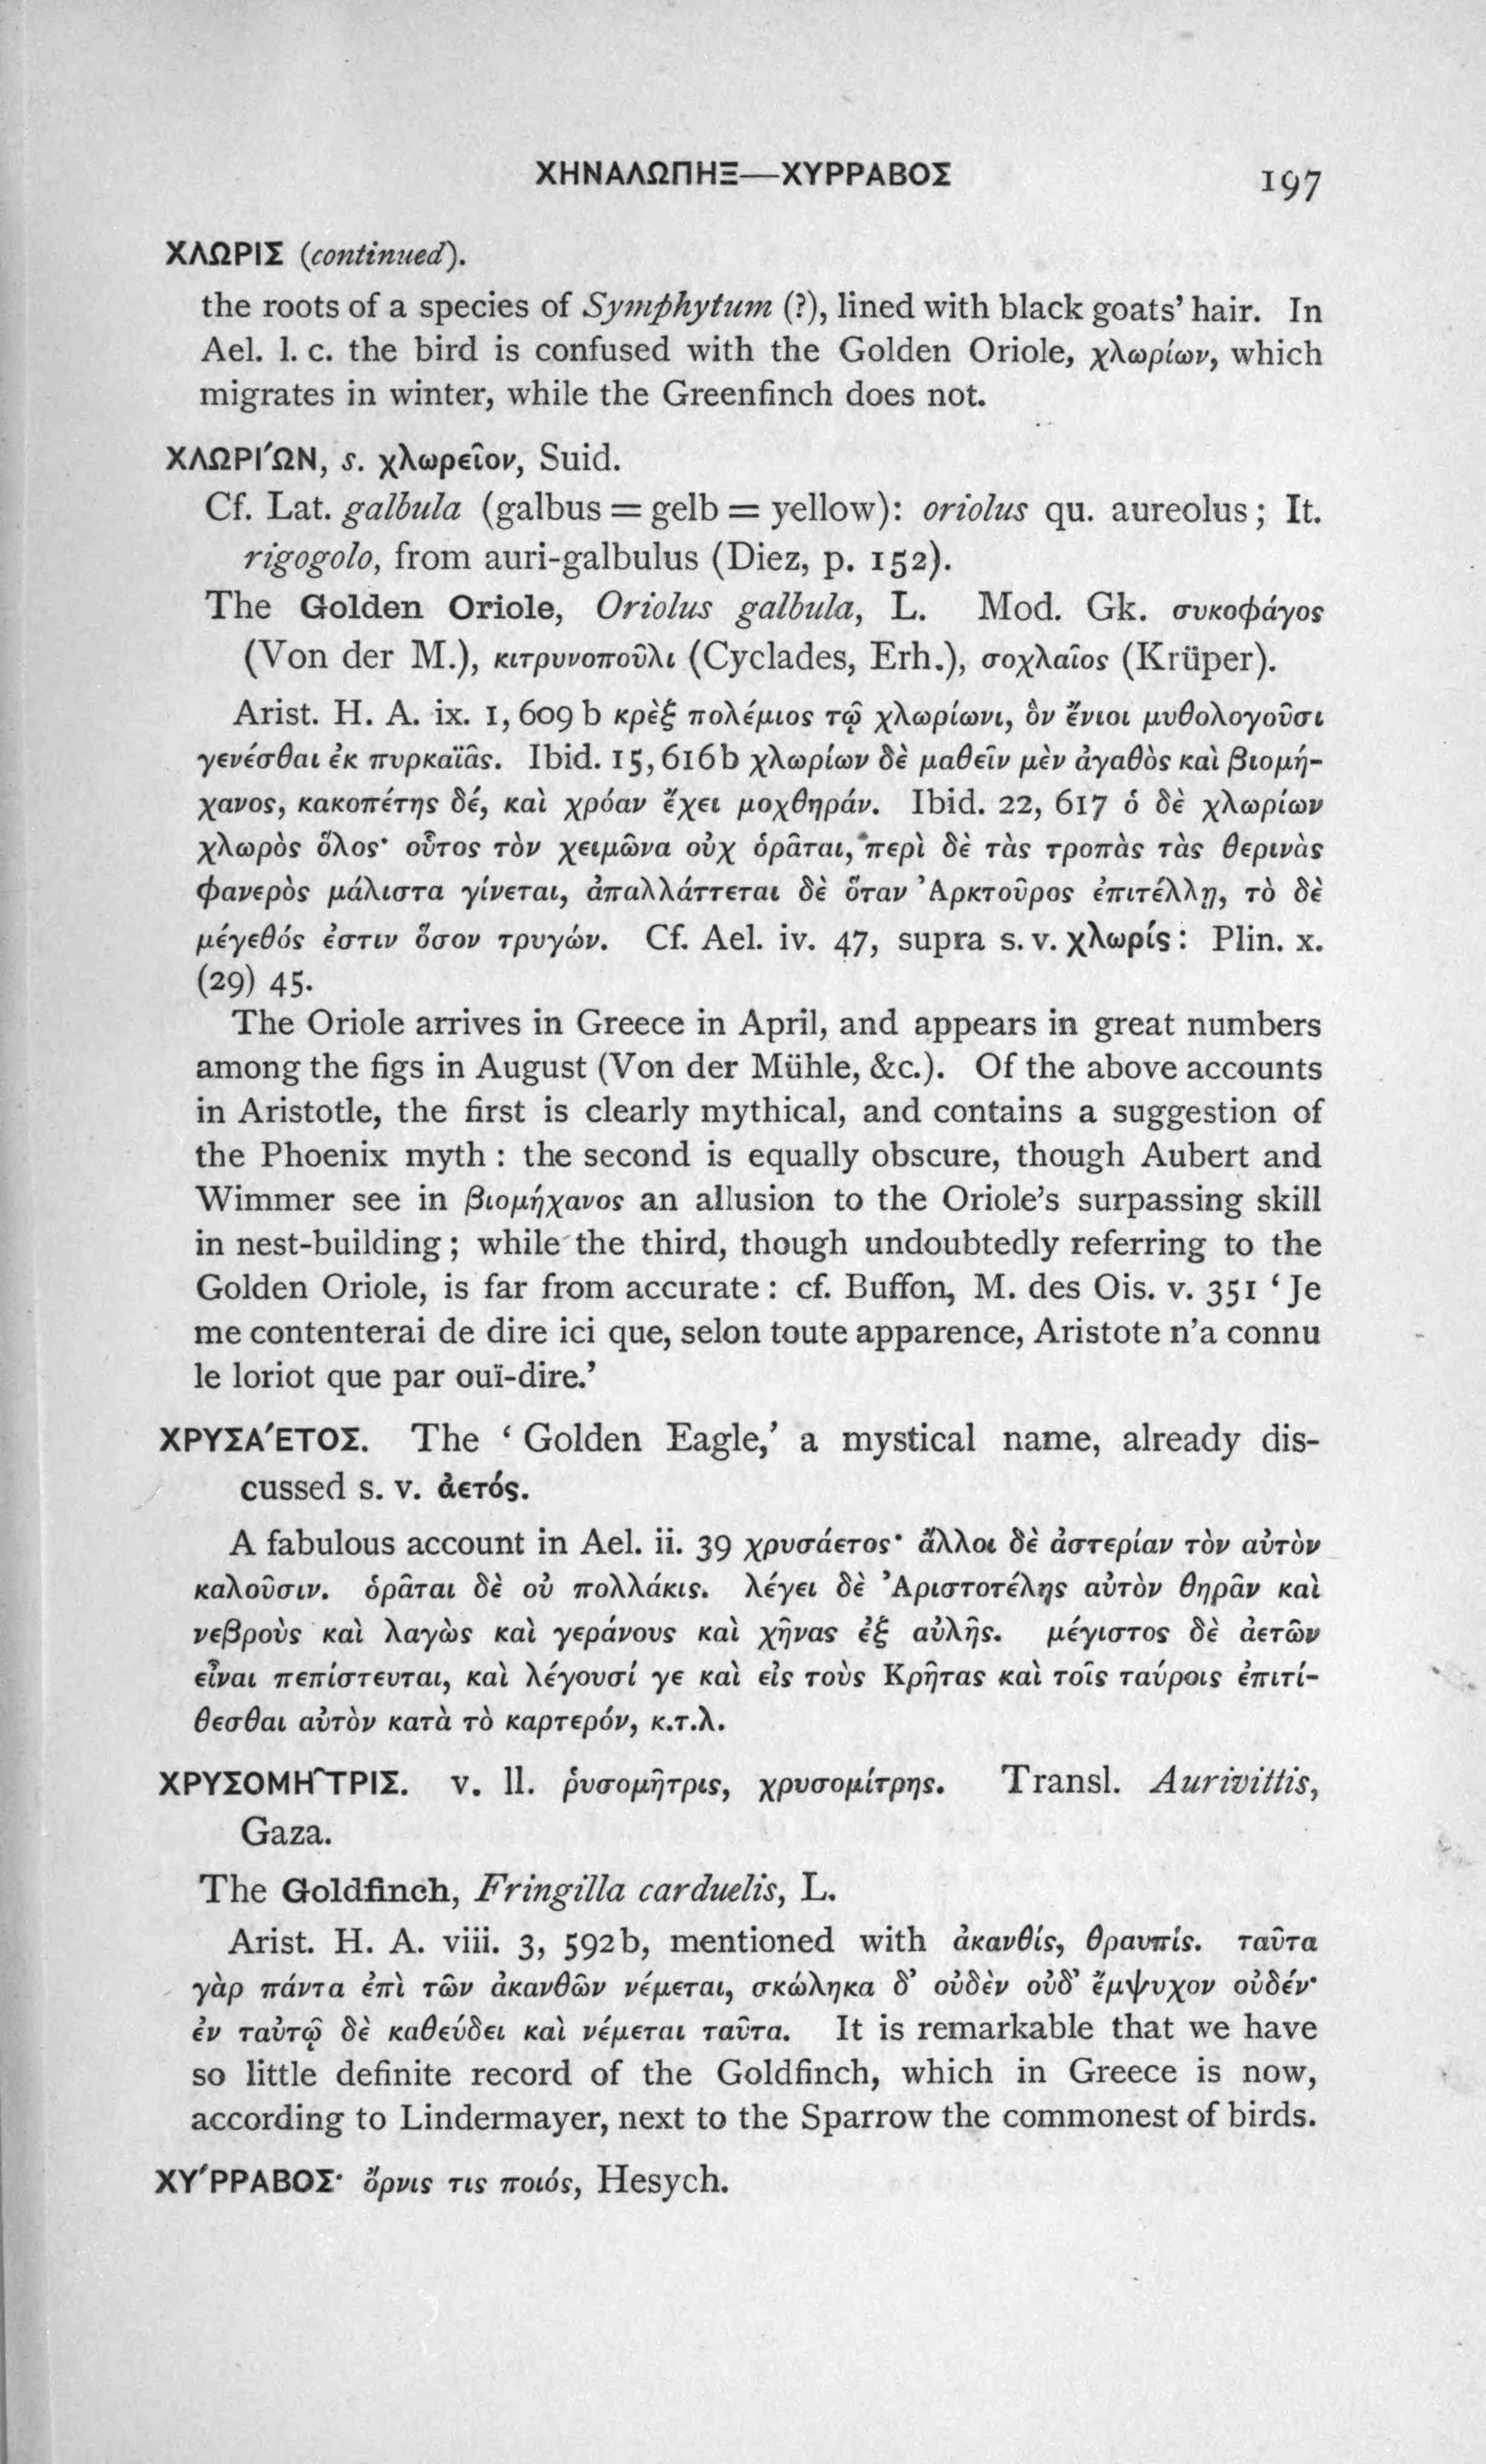 ΧΗΝΑΛΩΠΗΞ—ΧΥΡΡΑΒΟΣ 197
ΧΛΩΡΙΣ (continued).
the roots of a species of Symphytum (?), lined with black goats' hair. In
Ael. l. c. the bird is confused with the Golden Oriole, χλωρίων, which
migrates in winter, while the Greenfinch does not.
ΧΛΩΡΙ´ΩΝ, s. χλωρεῖον, Suid.
Cf. Lat. galbula (galbus = gelb = yellow): oriolus qu. aureolus; It.
rigogolo, from auri-galbulus (Diez, p. 152).
The Golden Oriole, Oriolus galbula, L. Mod. Gk. συκοφάγος
(Von der M.), κιτρυνοποῦλι (Cyclades, Erh.), σοχλαῖος (Krüper).
Arist. H. A. ix. 1, 609 b κρὲξ πολέμιος τῷ χλωρίωνι, ὃν ἔνιοι μυθολογοῦσι
γενέσθαι ἐκ πυρκαϊᾶς. Ibid. 15, 616 b χλωρίων δὲ μαθεῖν μὲν ἀγαθὸς καὶ βιομή-
χανος, κακοπέτης δέ, καὶ χρόαν ἔχει μοχθηράν. Ibid. 22, 617 ὁ δὲ χλωρίων
χλωρὸς ὅλος· οὗτος τὸν χειμῶνα οὐχ ὁρᾶται, περὶ δὲ τὰς τροπὰς τὰς θερινὰς
φανερὸς μάλιστα γίνεται, ἀπαλλάττεται δὲ ὅταν Ἀρκτοῦρος ἐπιτέλλῃ, τὸ δὲ
μέγεθός ἐστιν ὅσον τρυγών. Cf. Ael. iv. 47, supra s. v. χλωρίς: Plin. x.
(29) 45.
The Oriole arrives in Greece in April, and appears in great numbers
among the figs in August (Von der Mühle, &c.). Of the above accounts
in Aristotle, the first is clearly mythical, and contains a suggestion of
the Phoenix myth : the second is equally obscure, though Aubert and
Wimmer see in βιομήχανος an allusion to the Oriole's surpassing skill
in nest-building ; while the third, though undoubtedly referring to the
Golden Oriole, is far from accurate : cf. Buffon, M. des Ois. v. 351 ‘Je
me contenterai de dire ici que, selon toute apparence, Aristote n'a connu
le loriot que par ouï-dire.’
ΧΡΥΣΑ´ΕΤΟΣ. The ‘Golden Eagle,’ a mystical name, already dis-
cussed s. v. ἀετός.
A fabulous account in Ael. ii. 39 χρυσάετος· ἄλλοι δὲ ἀστερίαν τὸν αὐτὸν
καλοῦσιν. ὁρᾶται δὲ οὐ πολλάκις. λέγει δὲ Ἀριστοτέλης αὐτὸν θηρᾶν καὶ
νεβροὺς καὶ λαγὼς καὶ γεράνους καὶ χῆνας ἐξ αὐλῆς. μέγιστος δὲ ἀετῶν
εἶναι πεπίστευται, καὶ λέγουσί γε καὶ εἰς τοὺς Κρῆτας καὶ τοῖς ταύροις ἐπιτί-
θεσθαι αὐτὸν κατὰ τὸ καρτερόν, κ.τ.λ.
ΧΡΥΣΟΜΗ͂ΤΡΙΣ. v. ll. ῥυσομῆτρις, χρυσομίτρης. Transl. Aurivittis,
Gaza.
The Goldfinch, Fringilla carduelis, L.
Arist. H. A. viii. 3, 592 b, mentioned with ἀκανθίς, θραυπίς. ταῦτα
γὰρ πάντα ἐπὶ τῶν ἀκανθῶν νέμεται, σκώληκα δ' οὐδὲν οὐδ' ἔμψυχον οὐδέν·
ἐν ταὐτῷ δὲ καθεύδει καὶ νέμεται ταῦτα. It is remarkable that we have
so little definite record of the Goldfinch, which in Greece is now,
according to Lindermayer, next to the Sparrow the commonest of birds.
ΧΥ´ΡΡΑΒΟΣ· ὄρνις τις ποιός, Hesych.